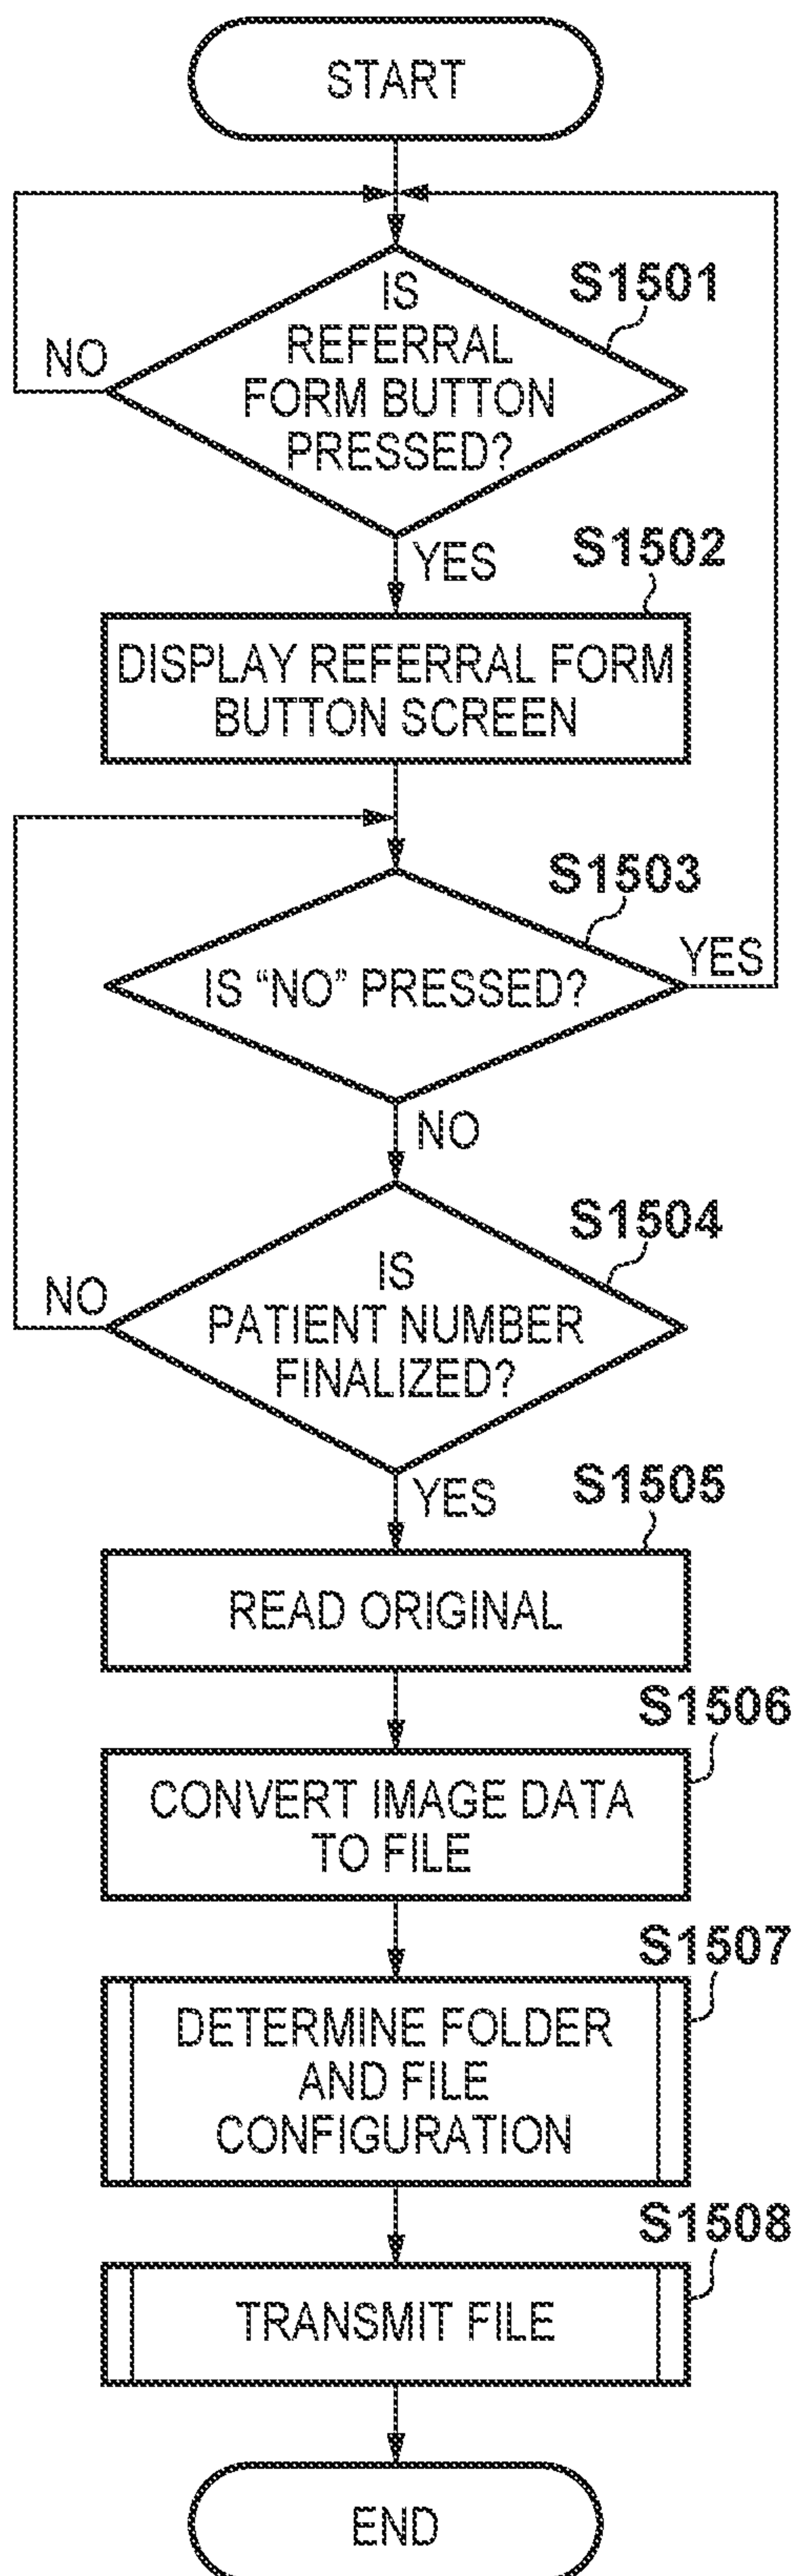 START
S1501
IS
REFERRAL
FORM BUTTON
PRESSED?
NO
YES
S1502
DISPLAY REFERRAL FORM
BUTTON SCREEN
S1503
IS “NO” PRESSED?
YES
NO
S1504
IS
PATIENT NUMBER
FINALIZED?
NO
YES
S1505
READ ORIGINAL
S1506
CONVERT IMAGE DATA
TO FILE
S1507
DETERMINE FOLDER
AND FILE
CONFIGURATION
S1508
TRANSMIT FILE
END